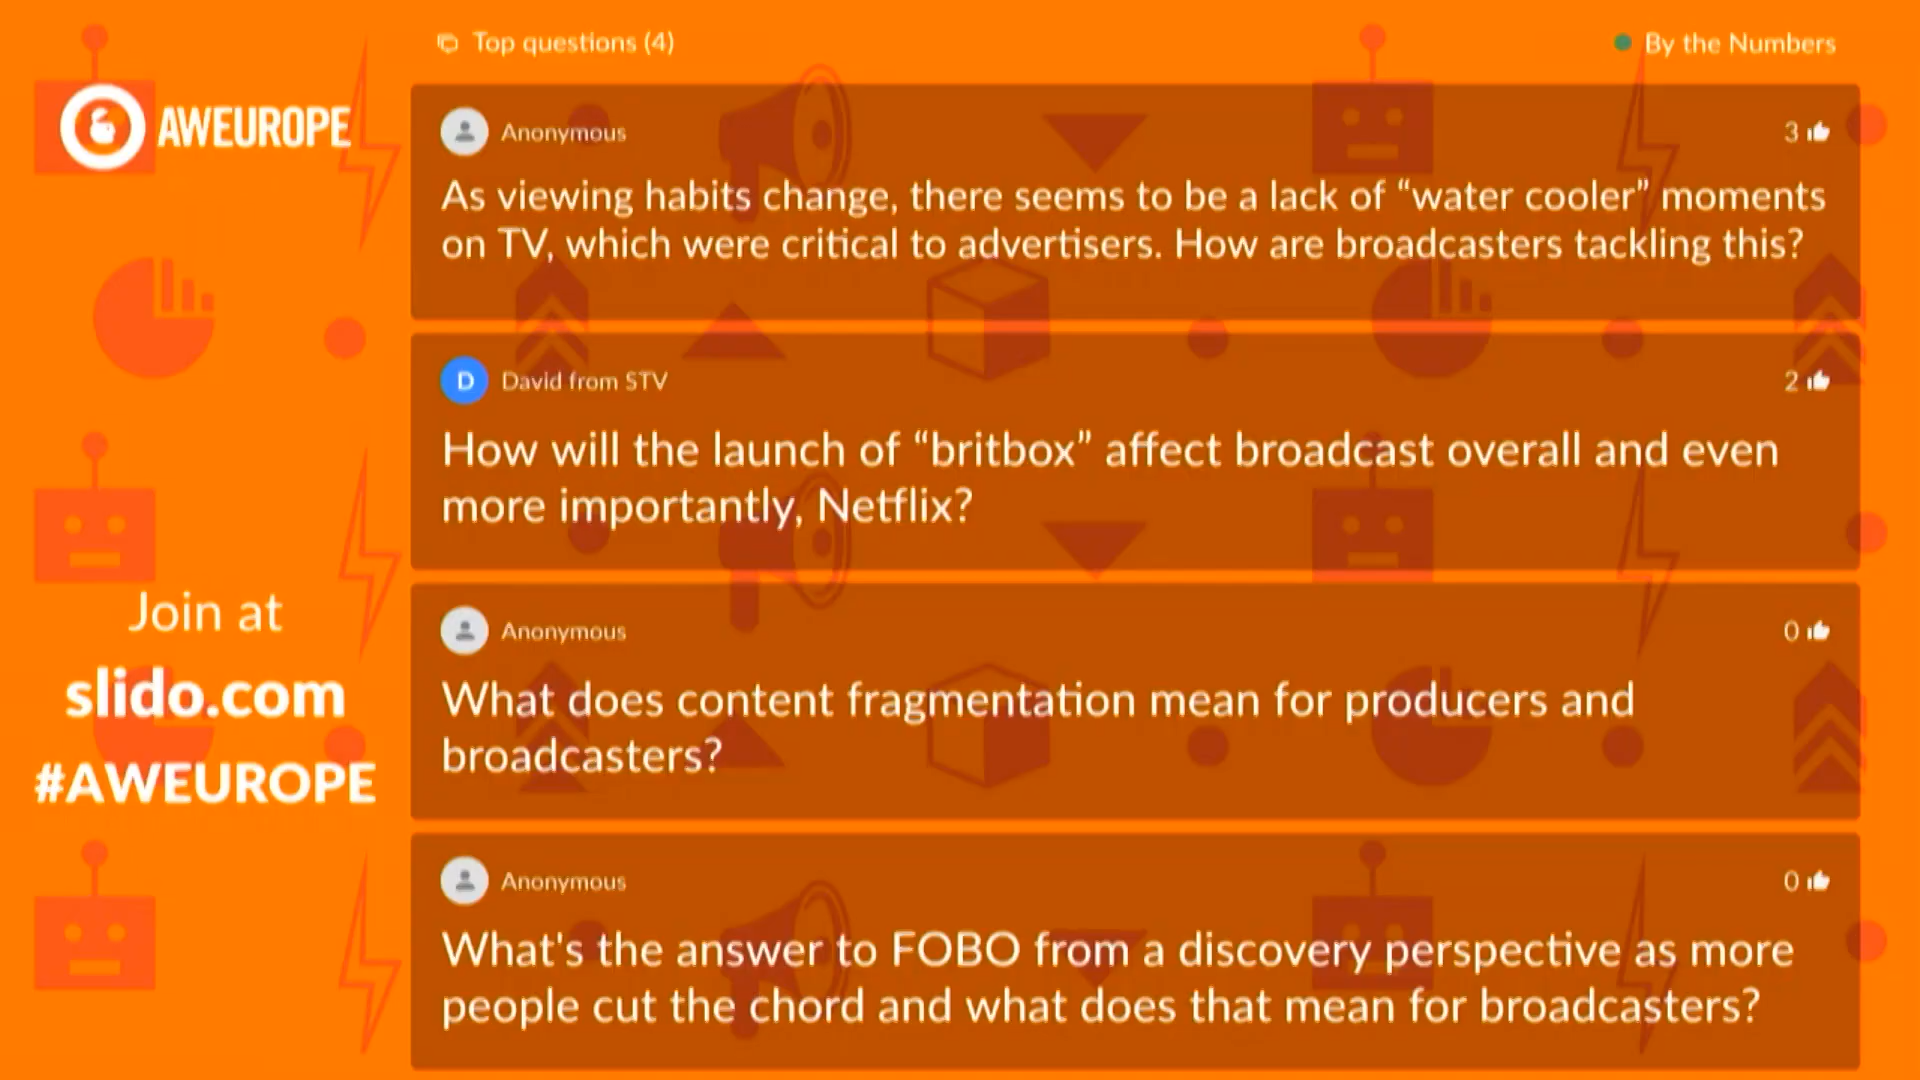 Top questions (4)
By the Numbers
AWEUROPE
Anonymous
3
As viewing habits change, there seems to be a lack of “water cooler” moments
on TV, which were critical to advertisers. How are broadcasters tackling this?
D
David from STV
2
How will the launch of “britbox” affect broadcast overall and even
more importantly, Netflix?
Anonymous
0
What does content fragmentation mean for producers and
broadcasters?
Anonymous
0
What's the answer to FOBO from a discovery perspective as more
people cut the chord and what does that mean for broadcasters?
Join at
slido.com
#AWEUROPE